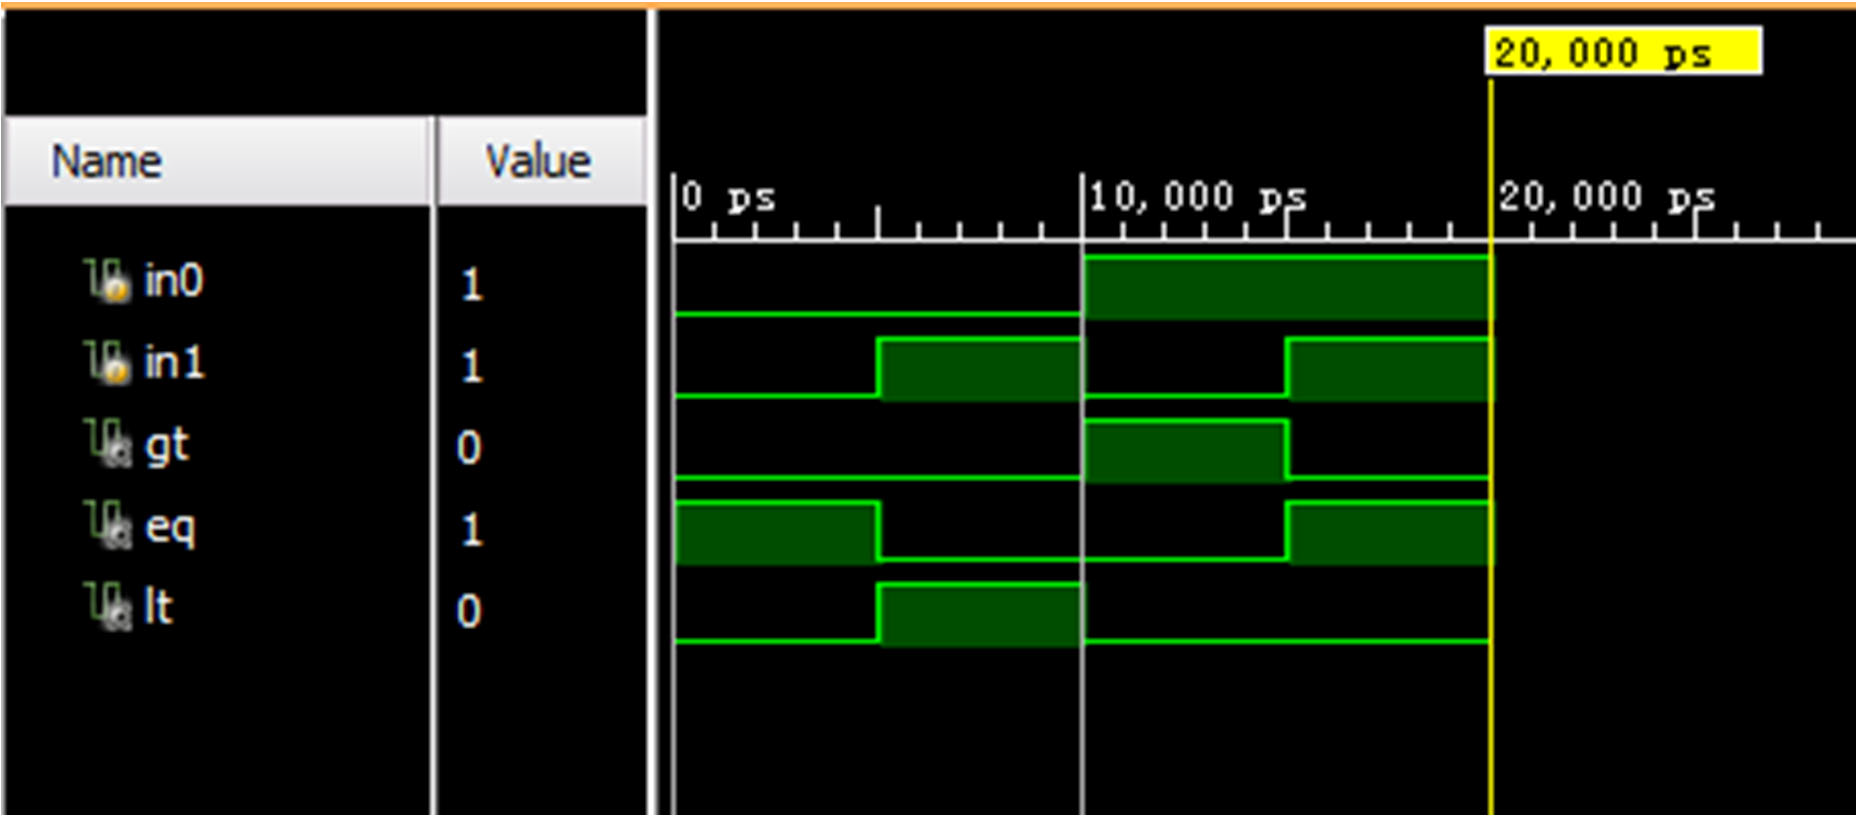 20,000 ps
Name Value
0 ps 10,000 ps 20,000 ps
in0 1
in1 1
gt 0
eq 1
lt 0